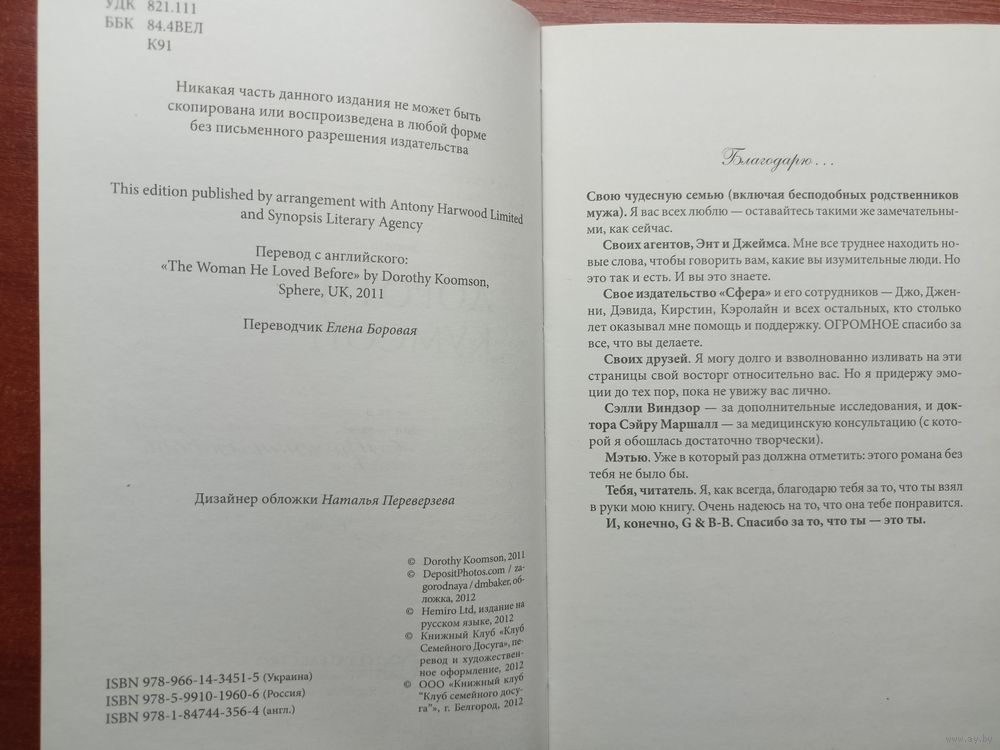 УДК 821.111
ББК 84.4ВЕЛ
К91
Никакая часть данного издания не может быть
скопирована или воспроизведена в любой форме
без письменного разрешения издательства
This edition published by arrangement with Antony Harwood Limited
and Synopsis Literary Agency
Перевод с английского:
«The Woman He Loved Before» by Dorothy Koomson,
Sphere, UK, 2011
Переводчик Елена Боровая
Дизайнер обложки Наталья Переверзева
© Dorothy Koomson, 2011
© DepositPhotos.com / za-
gorodnaya / dmbaker, об-
ложка, 2012
© Hemiro Ltd, издание на
русском языке, 2012
© Книжный Клуб «Клуб
Семейного Досуга», пе-
ревод и художествен-
ное оформление, 2012
© ООО «Книжный клуб
"Клуб семейного досу-
га"», г. Белгород, 2012
ISBN 978-966-14-3451-5 (Украина)
ISBN 978-5-9910-1960-6 (Россия)
ISBN 978-1-84744-356-4 (англ.)
Благодарю...
Свою чудесную семью (включая бесподобных родственников
мужа). Я вас всех люблю — оставайтесь такими же замечательны-
ми, как сейчас.
Своих агентов, Энт и Джеймса. Мне все труднее находить но-
вые слова, чтобы говорить вам, какие вы изумительные люди. Но
это так и есть. И вы это знаете.
Свое издательство «Сфера» и его сотрудников — Джо, Джен-
ни, Дэвида, Кирстин, Кэролайн и всех остальных, кто столько
лет оказывал мне помощь и поддержку. ОГРОМНОЕ спасибо за
все, что вы делаете.
Своих друзей. Я могу долго и взволнованно изливать на эти
страницы свой восторг относительно вас. Но я придержу эмо-
ции до тех пор, пока не увижу вас лично.
Сэлли Виндзор — за дополнительные исследования, и док-
тора Сэйру Маршалл — за медицинскую консультацию (с кото-
рой я обошлась достаточно творчески).
Мэтью. Уже в который раз должна отметить: этого романа без
тебя не было бы.
Тебя, читатель. Я, как всегда, благодарю тебя за то, что ты взял
в руки мою книгу. Очень надеюсь на то, что она тебе понравится.
И, конечно, G & B-B. Спасибо за то, что ты — это ты.
www.ay.by